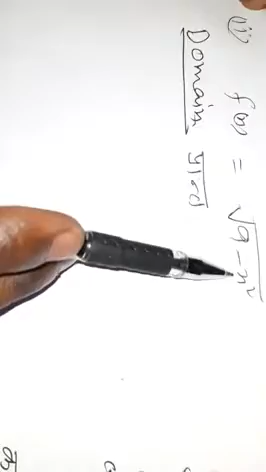 (ii) f(x) = √9-x²
Domain